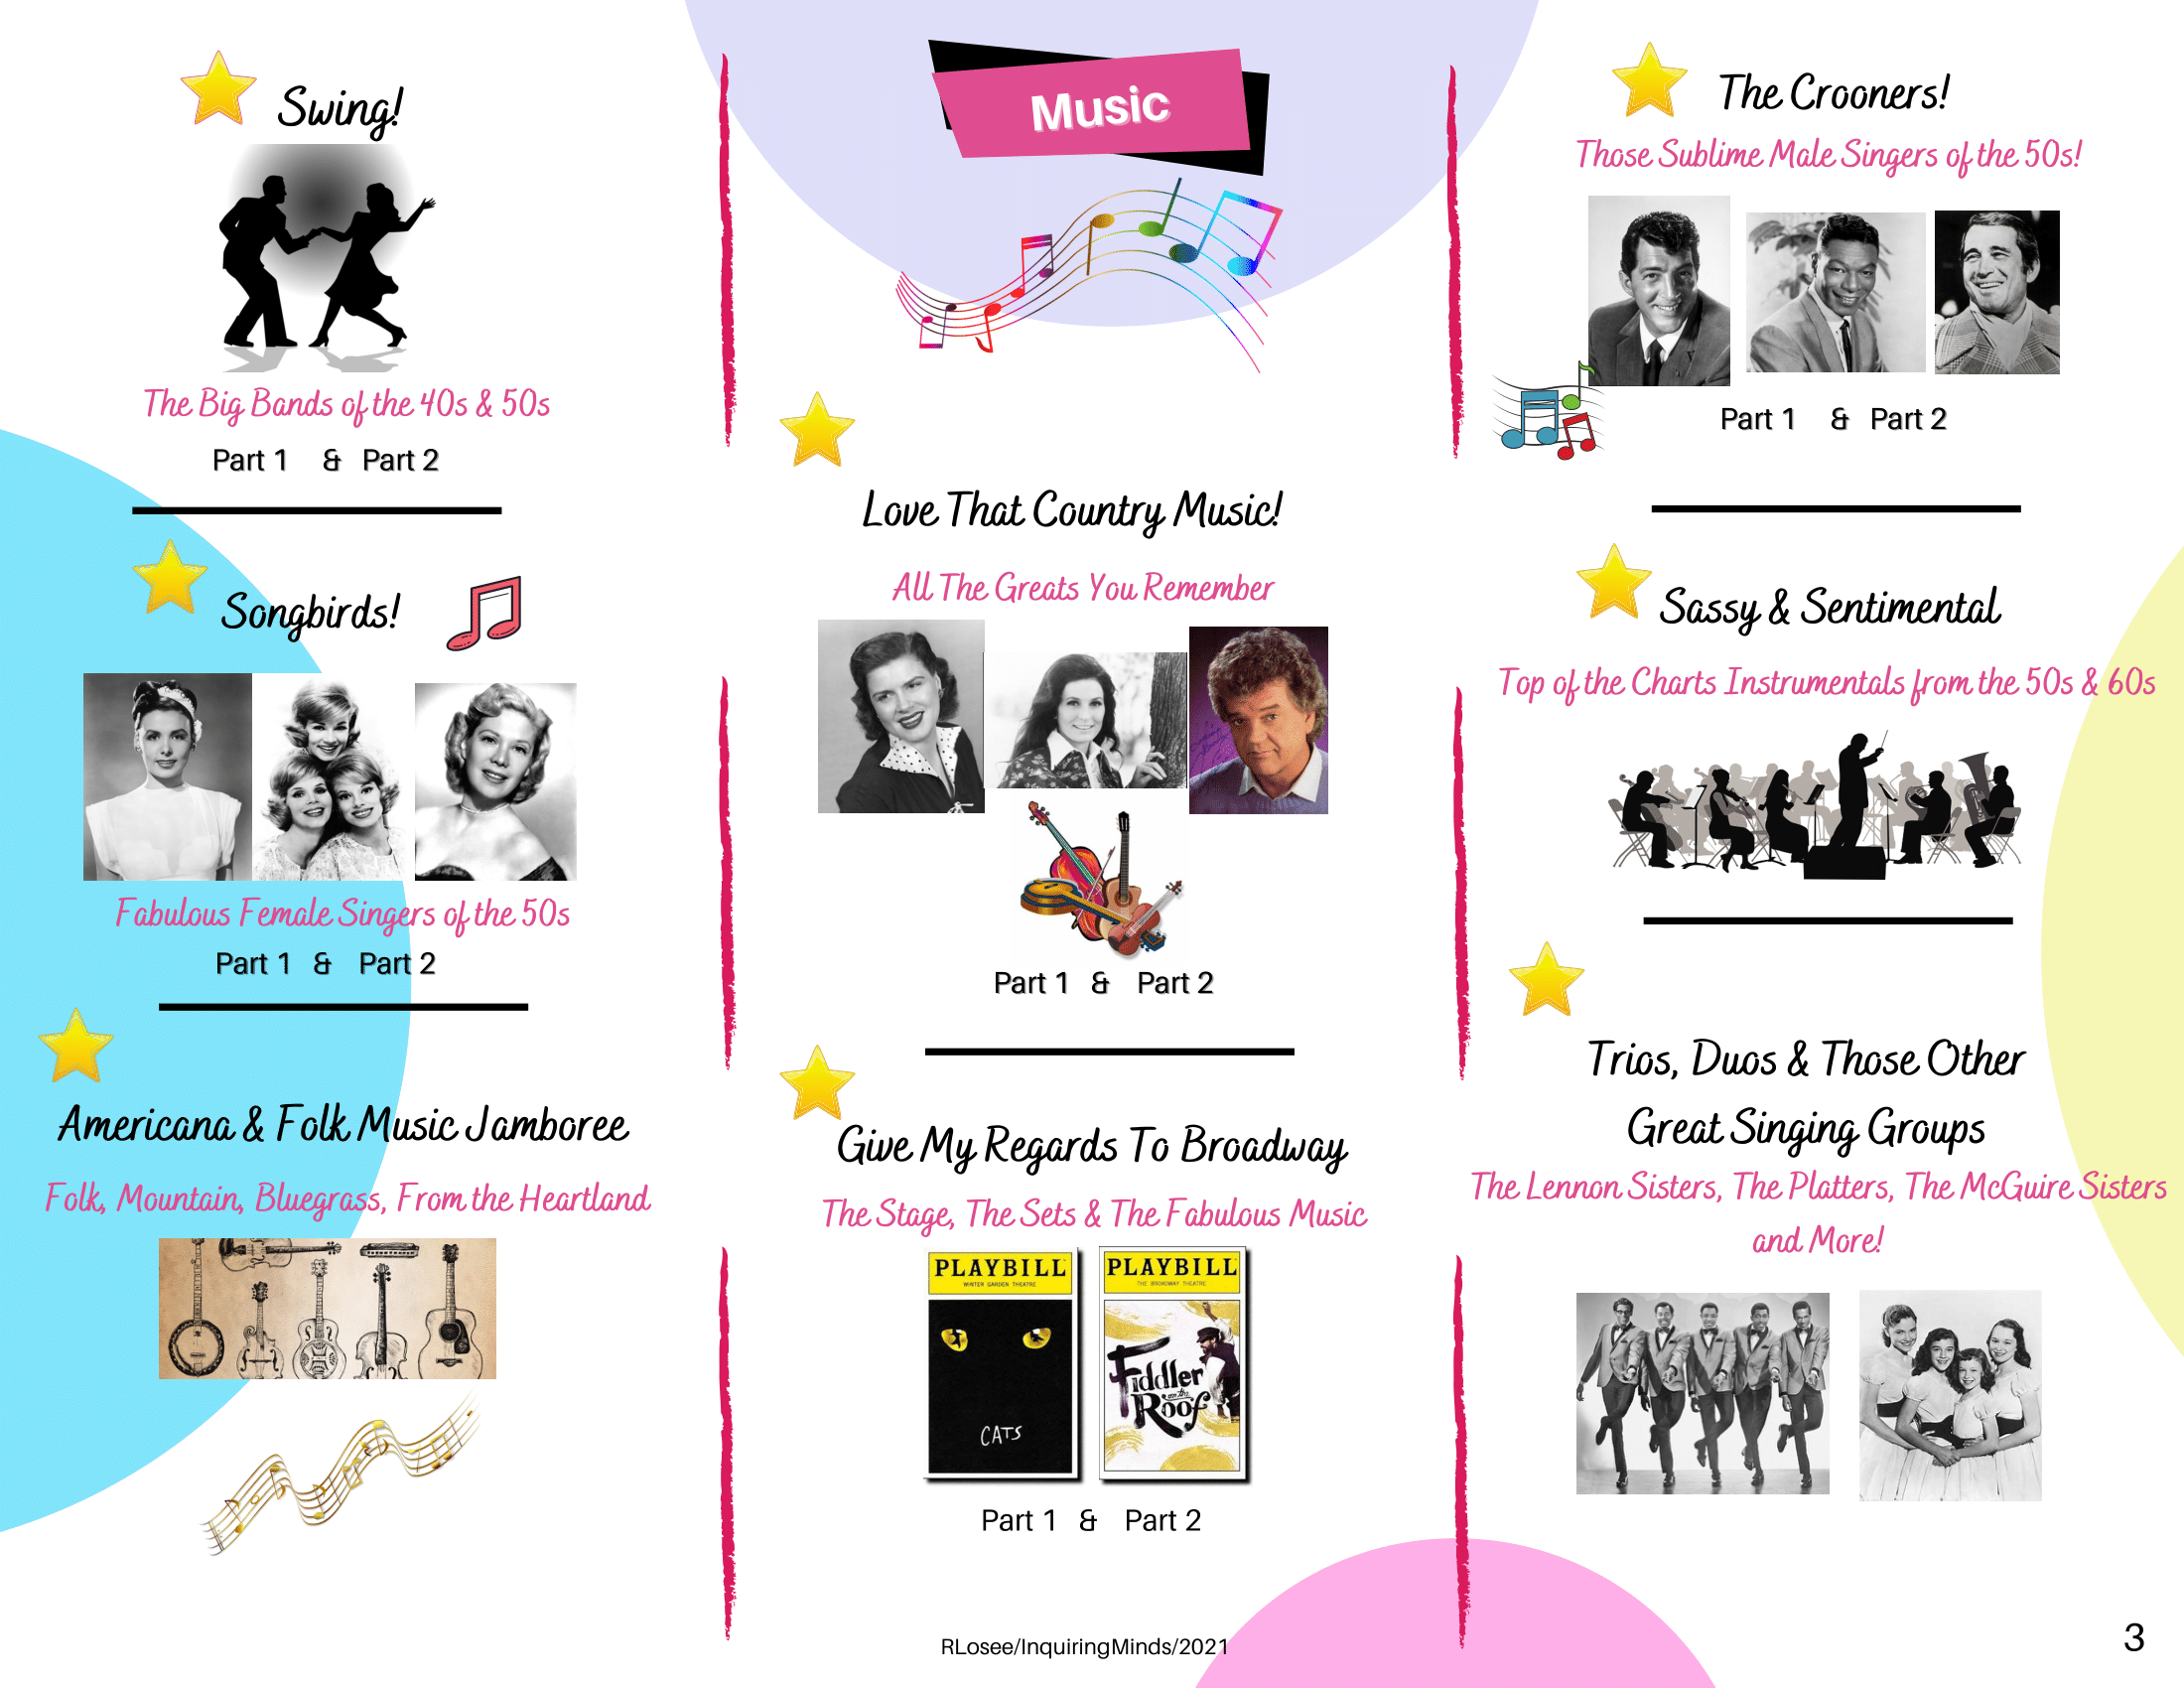 Swing!
The Big Bands of the 40s & 50s
Part 1 & Part 2
Songbirds!
Fabulous Female Singers of the 50s
Part 1 & Part 2
Americana & Folk Music Jamboree
Folk, Mountain, Bluegrass, From the Heartland
Music
Love That Country Music!
All The Greats You Remember
Part 1 & Part 2
Give My Regards To Broadway
The Stage, The Sets & The Fabulous Music
PLAYBILL
WINTER GARDEN THEATRE
CATS
PLAYBILL
THE BROADWAY THEATRE
Fiddler
on the
Roof
Part 1 & Part 2
RLosee/InquiringMinds/2021
The Crooners!
Those Sublime Male Singers of the 50s!
Part 1 & Part 2
Sassy & Sentimental
Top of the Charts Instrumentals from the 50s & 60s
Trios, Duos & Those Other
Great Singing Groups
The Lennon Sisters, The Platters, The McGuire Sisters
and More!
3